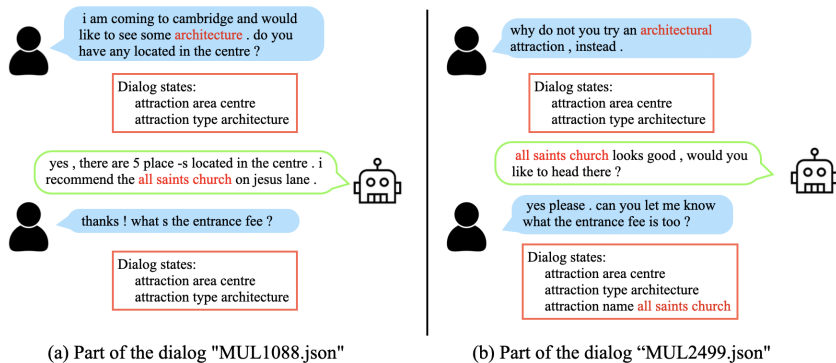 i am coming to cambridge and would
like to see some architecture . do you
have any located in the centre ?
Dialog states:
attraction area centre
attraction type architecture
yes , there are 5 place -s located in the centre . i
recommend the all saints church on jesus lane .
thanks ! what s the entrance fee ?
Dialog states:
attraction area centre
attraction type architecture
(a) Part of the dialog "MUL1088.json"
why do not you try an architectural
attraction , instead .
Dialog states:
attraction area centre
attraction type architecture
all saints church looks good , would you
like to head there ?
yes please . can you let me know
what the entrance fee is too ?
Dialog states:
attraction area centre
attraction type architecture
attraction name all saints church
(b) Part of the dialog “MUL2499.json”